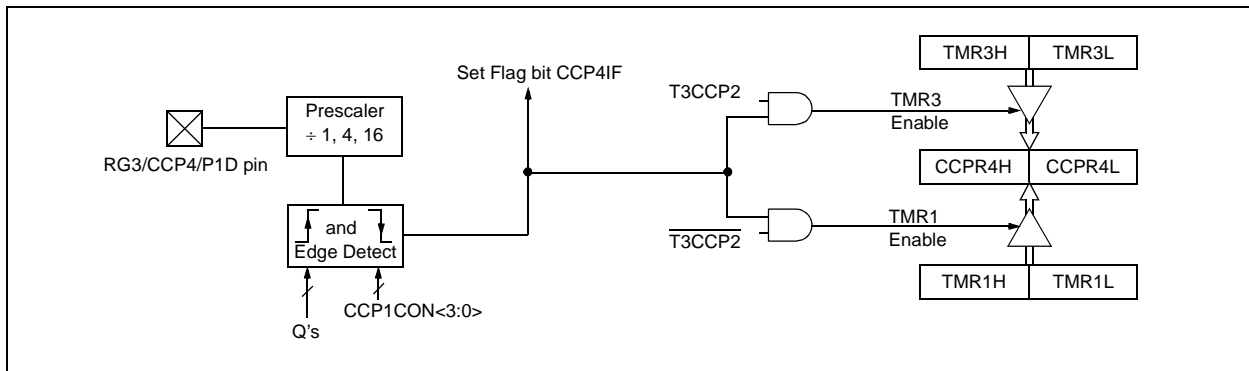 TMR3H TMR3L
Set Flag bit CCP4IF
T3CCP2
TMR3
Enable
Prescaler
÷ 1, 4, 16
RG3/CCP4/P1D pin
CCPR4H CCPR4L
and
Edge Detect
TMR1
Enable
T3CCP2
TMR1H TMR1L
CCP1CON<3:0>
Q's